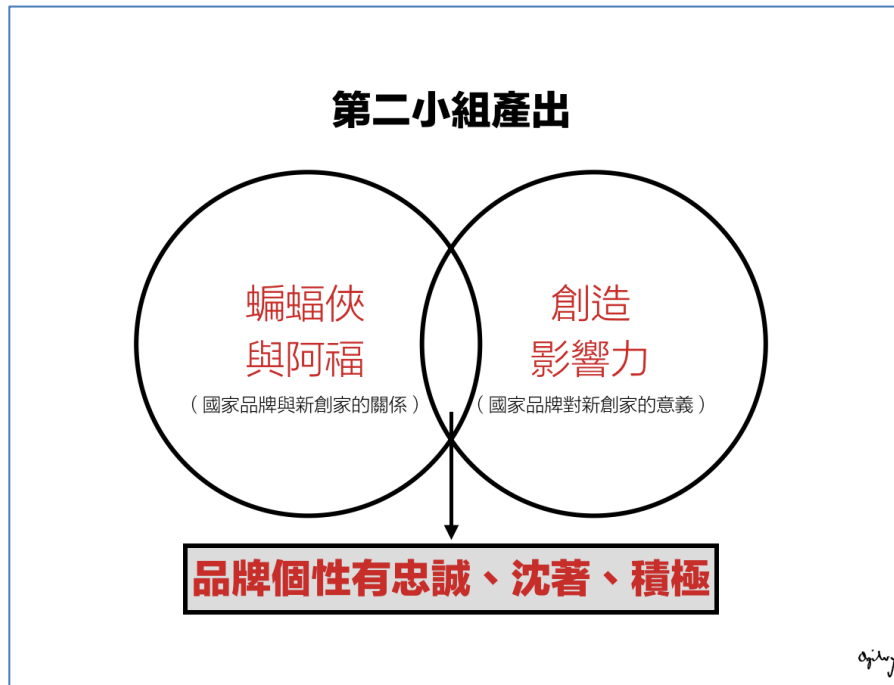 第二小組產出
蝙蝠俠
與阿福
（國家品牌與新創家的關係）
創造
影響力
（國家品牌對新創家的意義）
品牌個性有忠誠、沈著、積極
Ogilvy